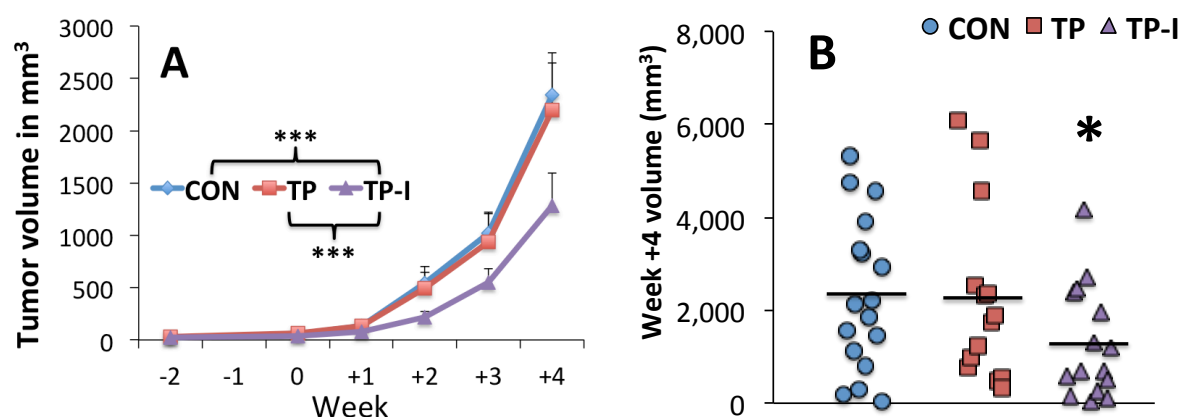 A
Tumor volume in mm³
3000
2500
2000
1500
1000
500
0
***
CON TP TP-I
***
-2 -1 0 +1 +2 +3 +4
Week
B
CON TP TP-I
Week +4 volume (mm³)
8,000
6,000
4,000
2,000
0
*